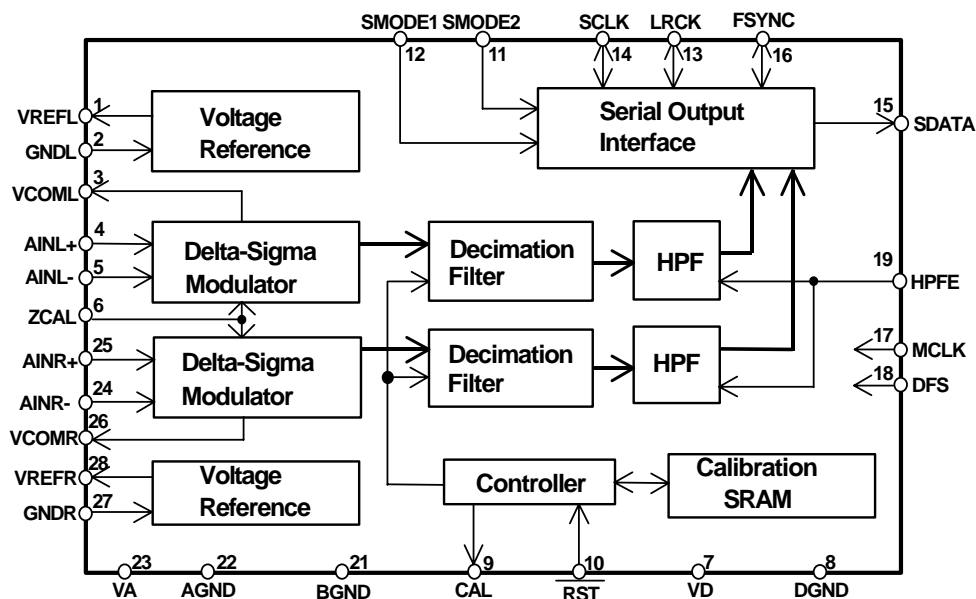 SMODE1 SMODE2 SCLK LRCK FSYNC
12 11 14 13 16
VREFL 1
GNDL 2
VCOML 3
AINL+ 4
AINL- 5
ZCAL 6
AINR+ 25
AINR- 24
VCOMR 26
VREFR 28
GNDR 27
Voltage
Reference
Serial Output
Interface
15 SDATA
Delta-Sigma
Modulator
Decimation
Filter
HPF
19 HPFE
Delta-Sigma
Modulator
Decimation
Filter
HPF
17 MCLK
18 DFS
Voltage
Reference
Controller
Calibration
SRAM
23 22 21 9 10 7 8
VA AGND BGND CAL RST VD DGND